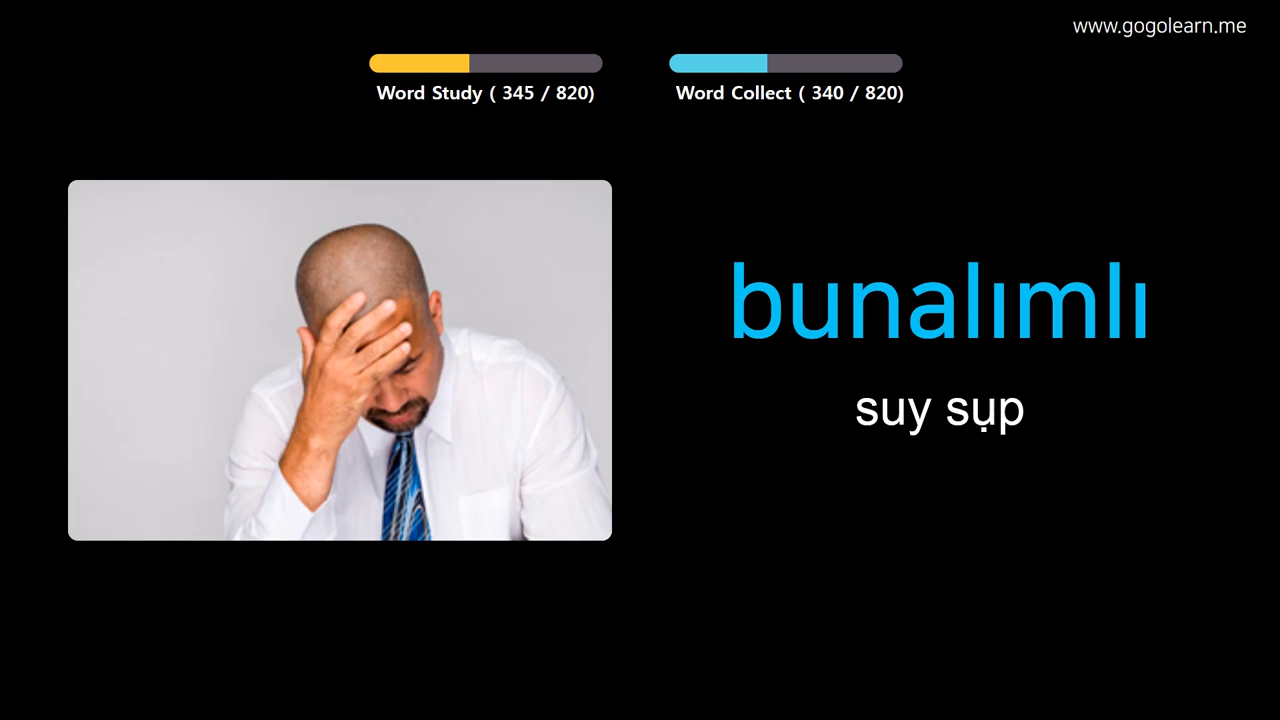 www.gogolearn.me
Word Study ( 345 / 820)
Word Collect ( 340 / 820)
bunalımlı
suy sụp